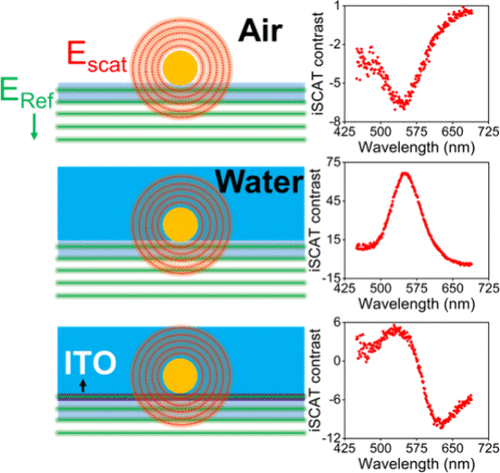 Air
E_scat
E_Ref
iSCAT contrast
1
-2
-5
-8
425 500 575 650 725
Wavelength (nm)
Water
iSCAT contrast
75
45
15
-15
425 500 575 650 725
Wavelength (nm)
ITO
iSCAT contrast
6
0
-6
-12
425 500 575 650 725
Wavelength (nm)